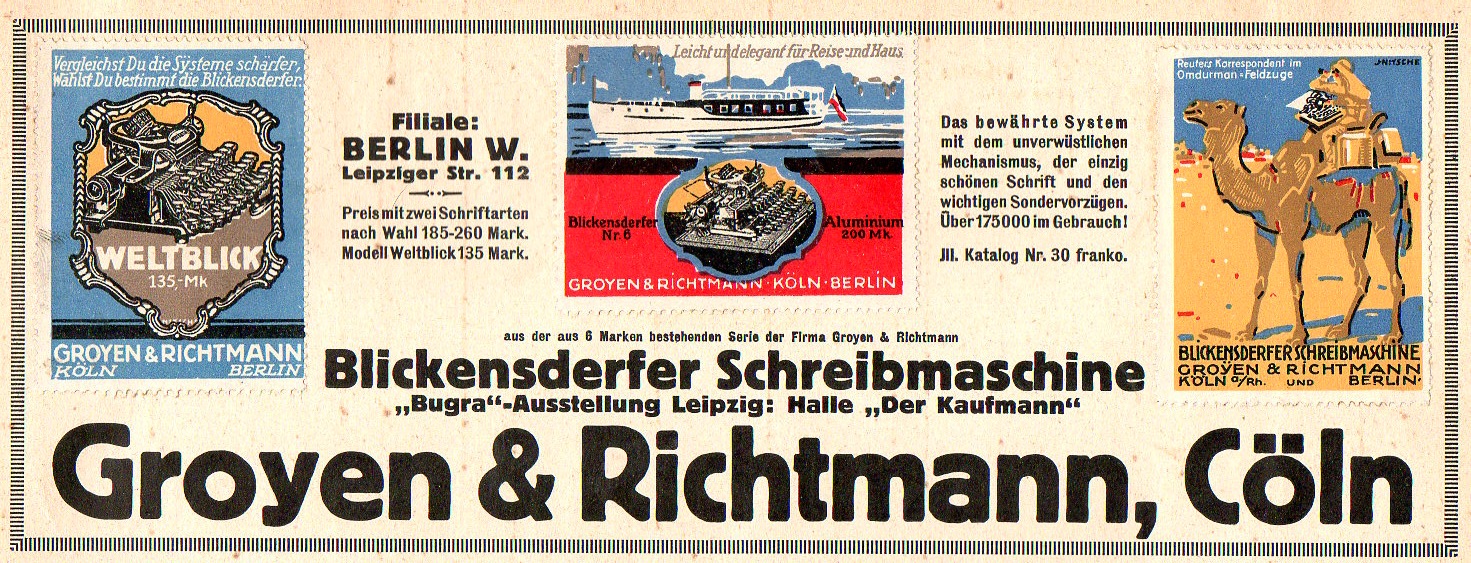 Vergleichst Du die Systeme schärfer,
Wählst Du bestimmt die Blickensderfer.
WELTBLICK
135,-Mk
GROYEN & RICHTMANN
KÖLN BERLIN
Filiale:
BERLIN W.
Leipziger Str. 112
Preis mit zwei Schriftarten
nach Wahl 185-260 Mark.
Modell Weltblick 135 Mark.
Leicht und elegant für Reise und Haus.
Blickensderfer
Nr. 8
Aluminium
200 Mk.
GROYEN & RICHTMANN · KÖLN · BERLIN
Das bewährte System
mit dem unverwüstlichen
Mechanismus, der einzig
schönen Schrift und den
wichtigen Sondervorzügen.
Über 175000 im Gebrauch!
Jll. Katalog Nr. 30 franko.
Reuters Korrespondent im
Omdurman-Feldzuge
JNITSCHE
BLICKENSDERFER SCHREIBMASCHINE
GROYEN & RICHTMANN
KÖLN a/Rh. UND BERLIN·
aus der aus 6 Marken bestehenden Serie der Firma Groyen & Richtmann
Blickensderfer Schreibmaschine
„Bugra“-Ausstellung Leipzig: Halle „Der Kaufmann“
Groyen & Richtmann, Cöln